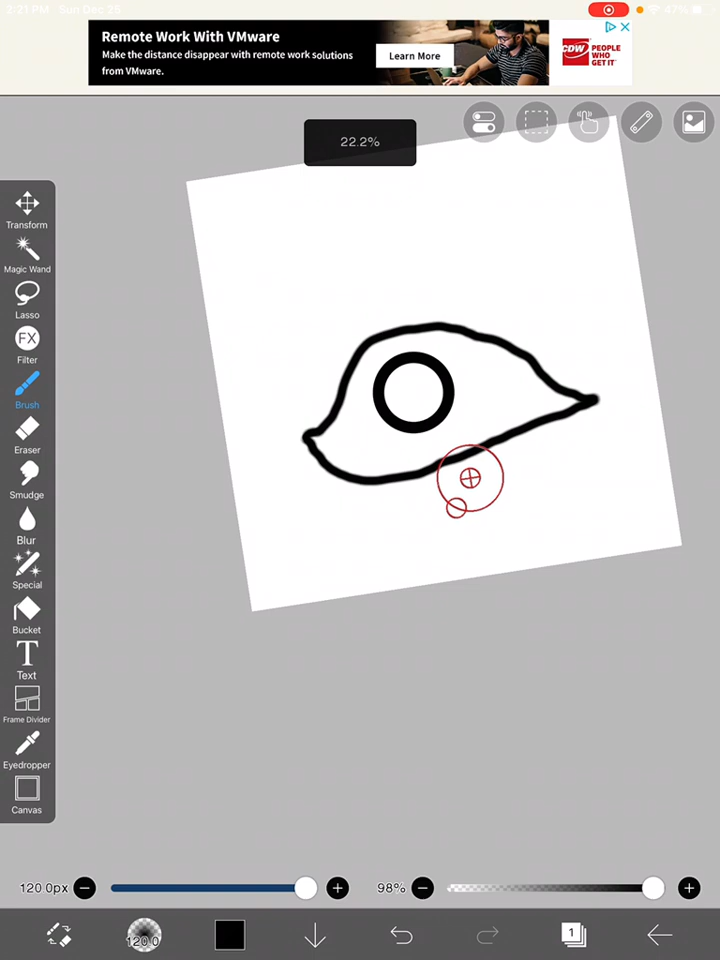 2:21 PM Sun Dec 25
47%
Remote Work With VMware
Make the distance disappear with remote work solutions
from VMware.
Learn More
CDW
PEOPLE
WHO
GET IT
22.2%
Transform
Magic Wand
Lasso
FX
Filter
Brush
Eraser
Smudge
Blur
Special
Bucket
T
Text
Frame Divider
Eyedropper
Canvas
120.0px
98%
120.0
1